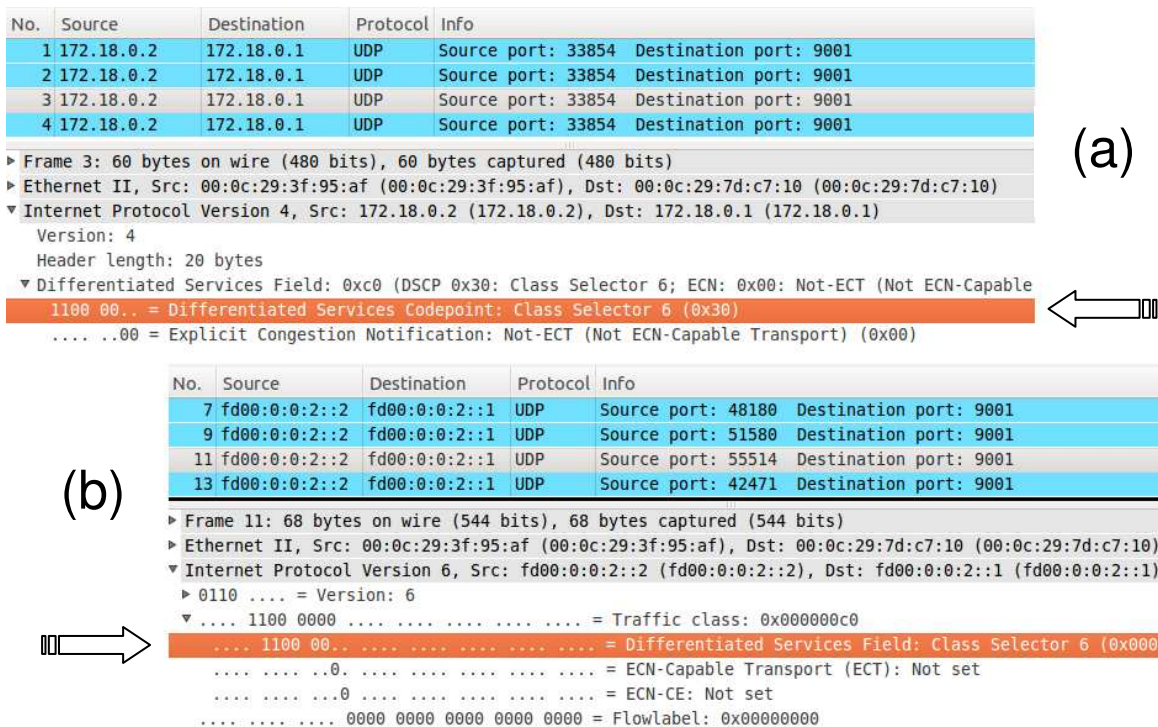 No. Source Destination Protocol Info
1 172.18.0.2 172.18.0.1 UDP Source port: 33854 Destination port: 9001
2 172.18.0.2 172.18.0.1 UDP Source port: 33854 Destination port: 9001
3 172.18.0.2 172.18.0.1 UDP Source port: 33854 Destination port: 9001
4 172.18.0.2 172.18.0.1 UDP Source port: 33854 Destination port: 9001
(a)
Frame 3: 60 bytes on wire (480 bits), 60 bytes captured (480 bits)
Ethernet II, Src: 00:0c:29:3f:95:af (00:0c:29:3f:95:af), Dst: 00:0c:29:7d:c7:10 (00:0c:29:7d:c7:10)
Internet Protocol Version 4, Src: 172.18.0.2 (172.18.0.2), Dst: 172.18.0.1 (172.18.0.1)
Version: 4
Header length: 20 bytes
Differentiated Services Field: 0xc0 (DSCP 0x30: Class Selector 6; ECN: 0x00: Not-ECT (Not ECN-Capable
1100 00.. = Differentiated Services Codepoint: Class Selector 6 (0x30)
.... ..00 = Explicit Congestion Notification: Not-ECT (Not ECN-Capable Transport) (0x00)
No. Source Destination Protocol Info
7 fd00:0:0:2::2 fd00:0:0:2::1 UDP Source port: 48180 Destination port: 9001
9 fd00:0:0:2::2 fd00:0:0:2::1 UDP Source port: 51580 Destination port: 9001
11 fd00:0:0:2::2 fd00:0:0:2::1 UDP Source port: 55514 Destination port: 9001
13 fd00:0:0:2::2 fd00:0:0:2::1 UDP Source port: 42471 Destination port: 9001
(b)
Frame 11: 68 bytes on wire (544 bits), 68 bytes captured (544 bits)
Ethernet II, Src: 00:0c:29:3f:95:af (00:0c:29:3f:95:af), Dst: 00:0c:29:7d:c7:10 (00:0c:29:7d:c7:10)
Internet Protocol Version 6, Src: fd00:0:0:2::2 (fd00:0:0:2::2), Dst: fd00:0:0:2::1 (fd00:0:0:2::1)
0110 .... = Version: 6
.... 1100 0000 .... .... .... .... .... = Traffic class: 0x000000c0
.... 1100 00.. .... .... .... .... .... = Differentiated Services Field: Class Selector 6 (0x000
.... .... ..0. .... .... .... .... .... = ECN-Capable Transport (ECT): Not set
.... .... ...0 .... .... .... .... .... = ECN-CE: Not set
.... .... .... 0000 0000 0000 0000 0000 = Flowlabel: 0x00000000